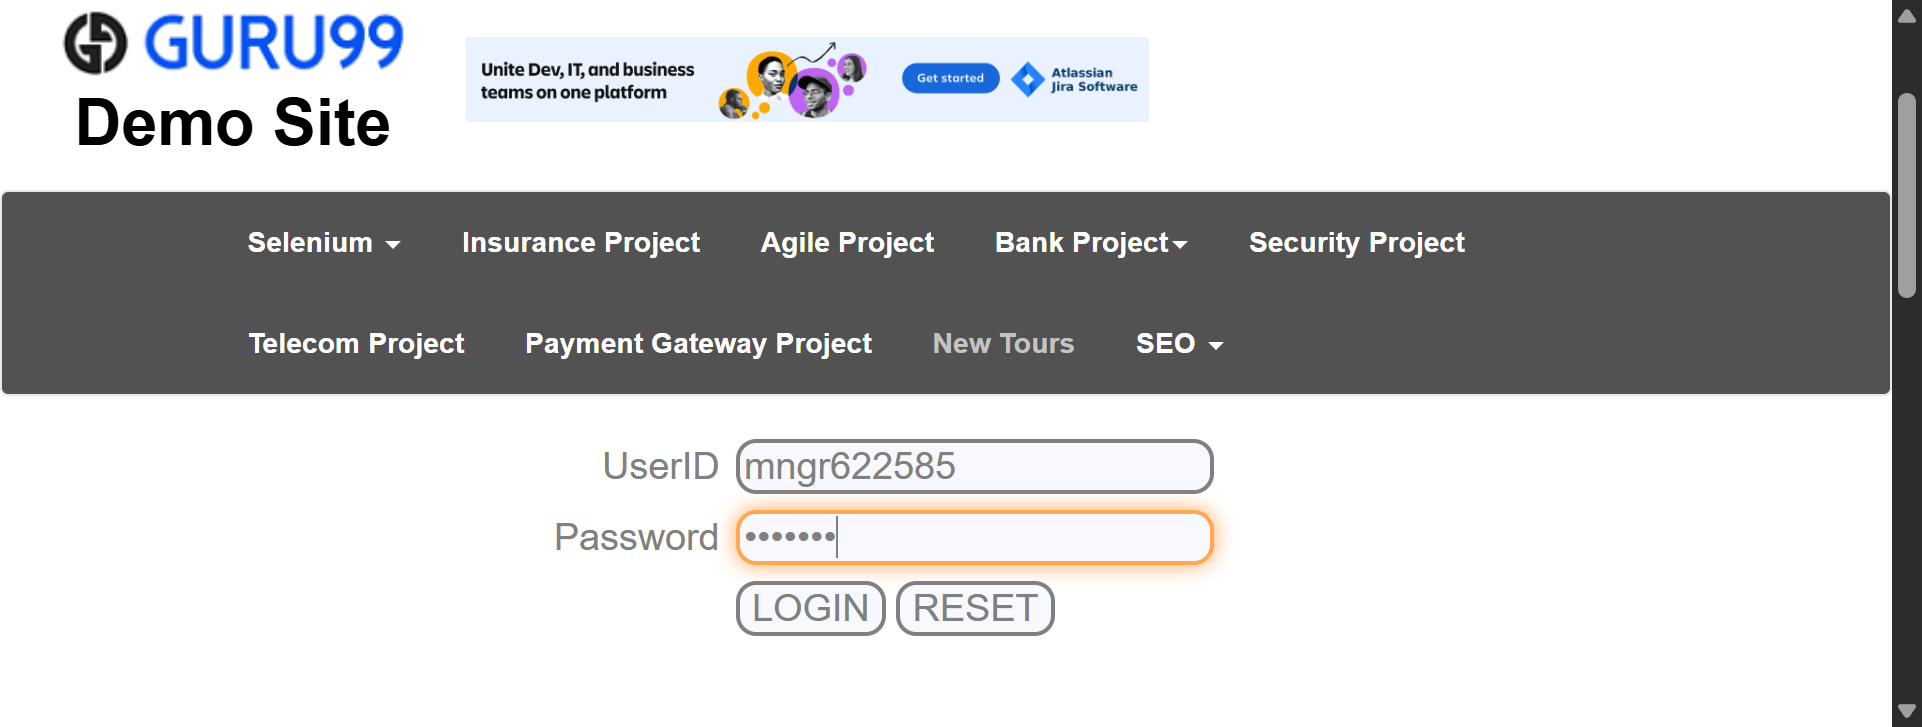 GURU99
Demo Site
Unite Dev, IT, and business
teams on one platform
Get started
Atlassian
Jira Software
Selenium
Insurance Project
Agile Project
Bank Project
Security Project
Telecom Project
Payment Gateway Project
New Tours
SEO
UserID
mngr622585
Password
•••••••
LOGIN
RESET